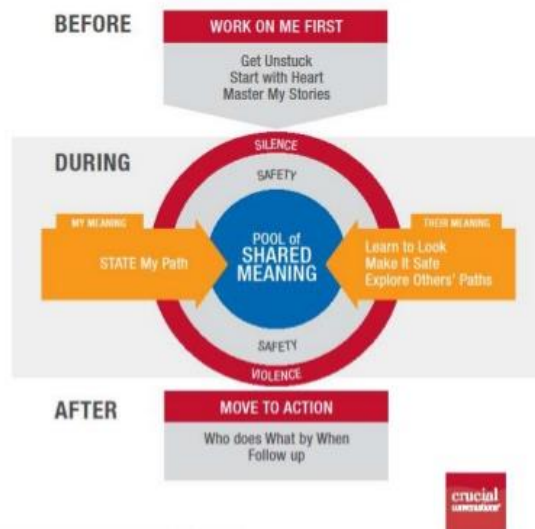 BEFORE
WORK ON ME FIRST
Get Unstuck
Start with Heart
Master My Stories
DURING
SILENCE
SAFETY
MY MEANING
STATE My Path
POOL of
SHARED
MEANING
THEIR MEANING
Learn to Look
Make It Safe
Explore Others' Paths
SAFETY
VIOLENCE
AFTER
MOVE TO ACTION
Who does What by When
Follow up
crucial
conversations®